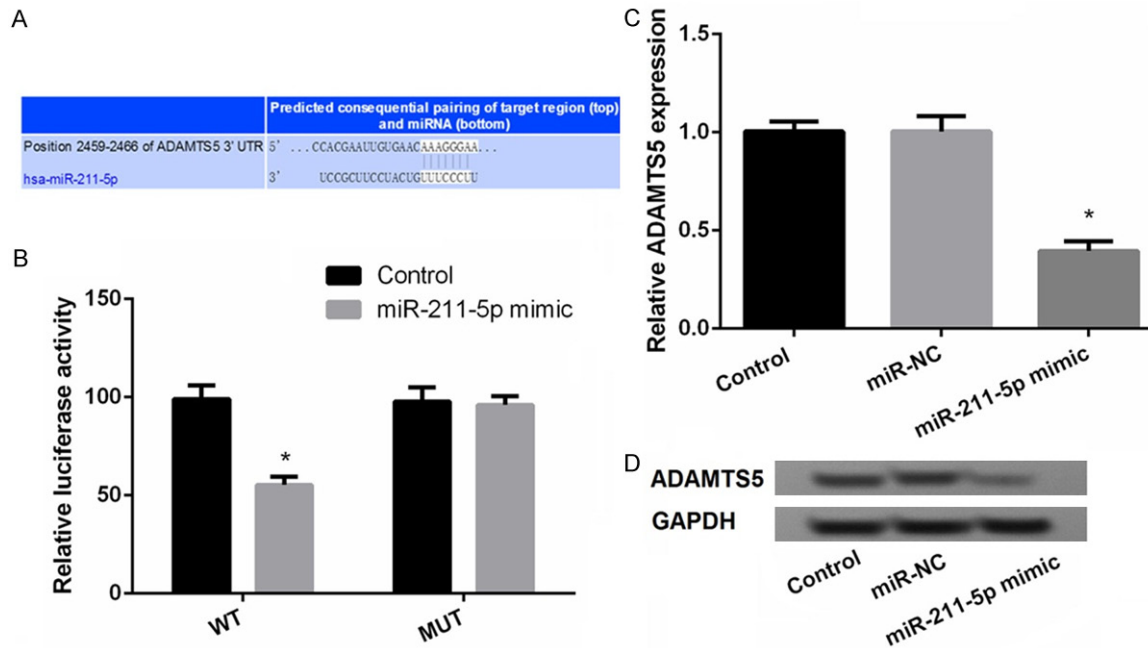 A
Predicted consequential pairing of target region (top)
and miRNA (bottom)
Position 2459-2466 of ADAMTS5 3' UTR 5' ...CCACGAAUUGUGAACAAAGGGAA...
hsa-miR-211-5p 3' UCCGCUUCCUACUGUUUCCCUU
B
Control
miR-211-5p mimic
Relative luciferase activity
150
100
50
0
*
WT MUT
C
Relative ADAMTS5 expression
1.5
1.0
0.5
0.0
*
Control miR-NC miR-211-5p mimic
D
ADAMTS5
GAPDH
Control miR-NC miR-211-5p mimic